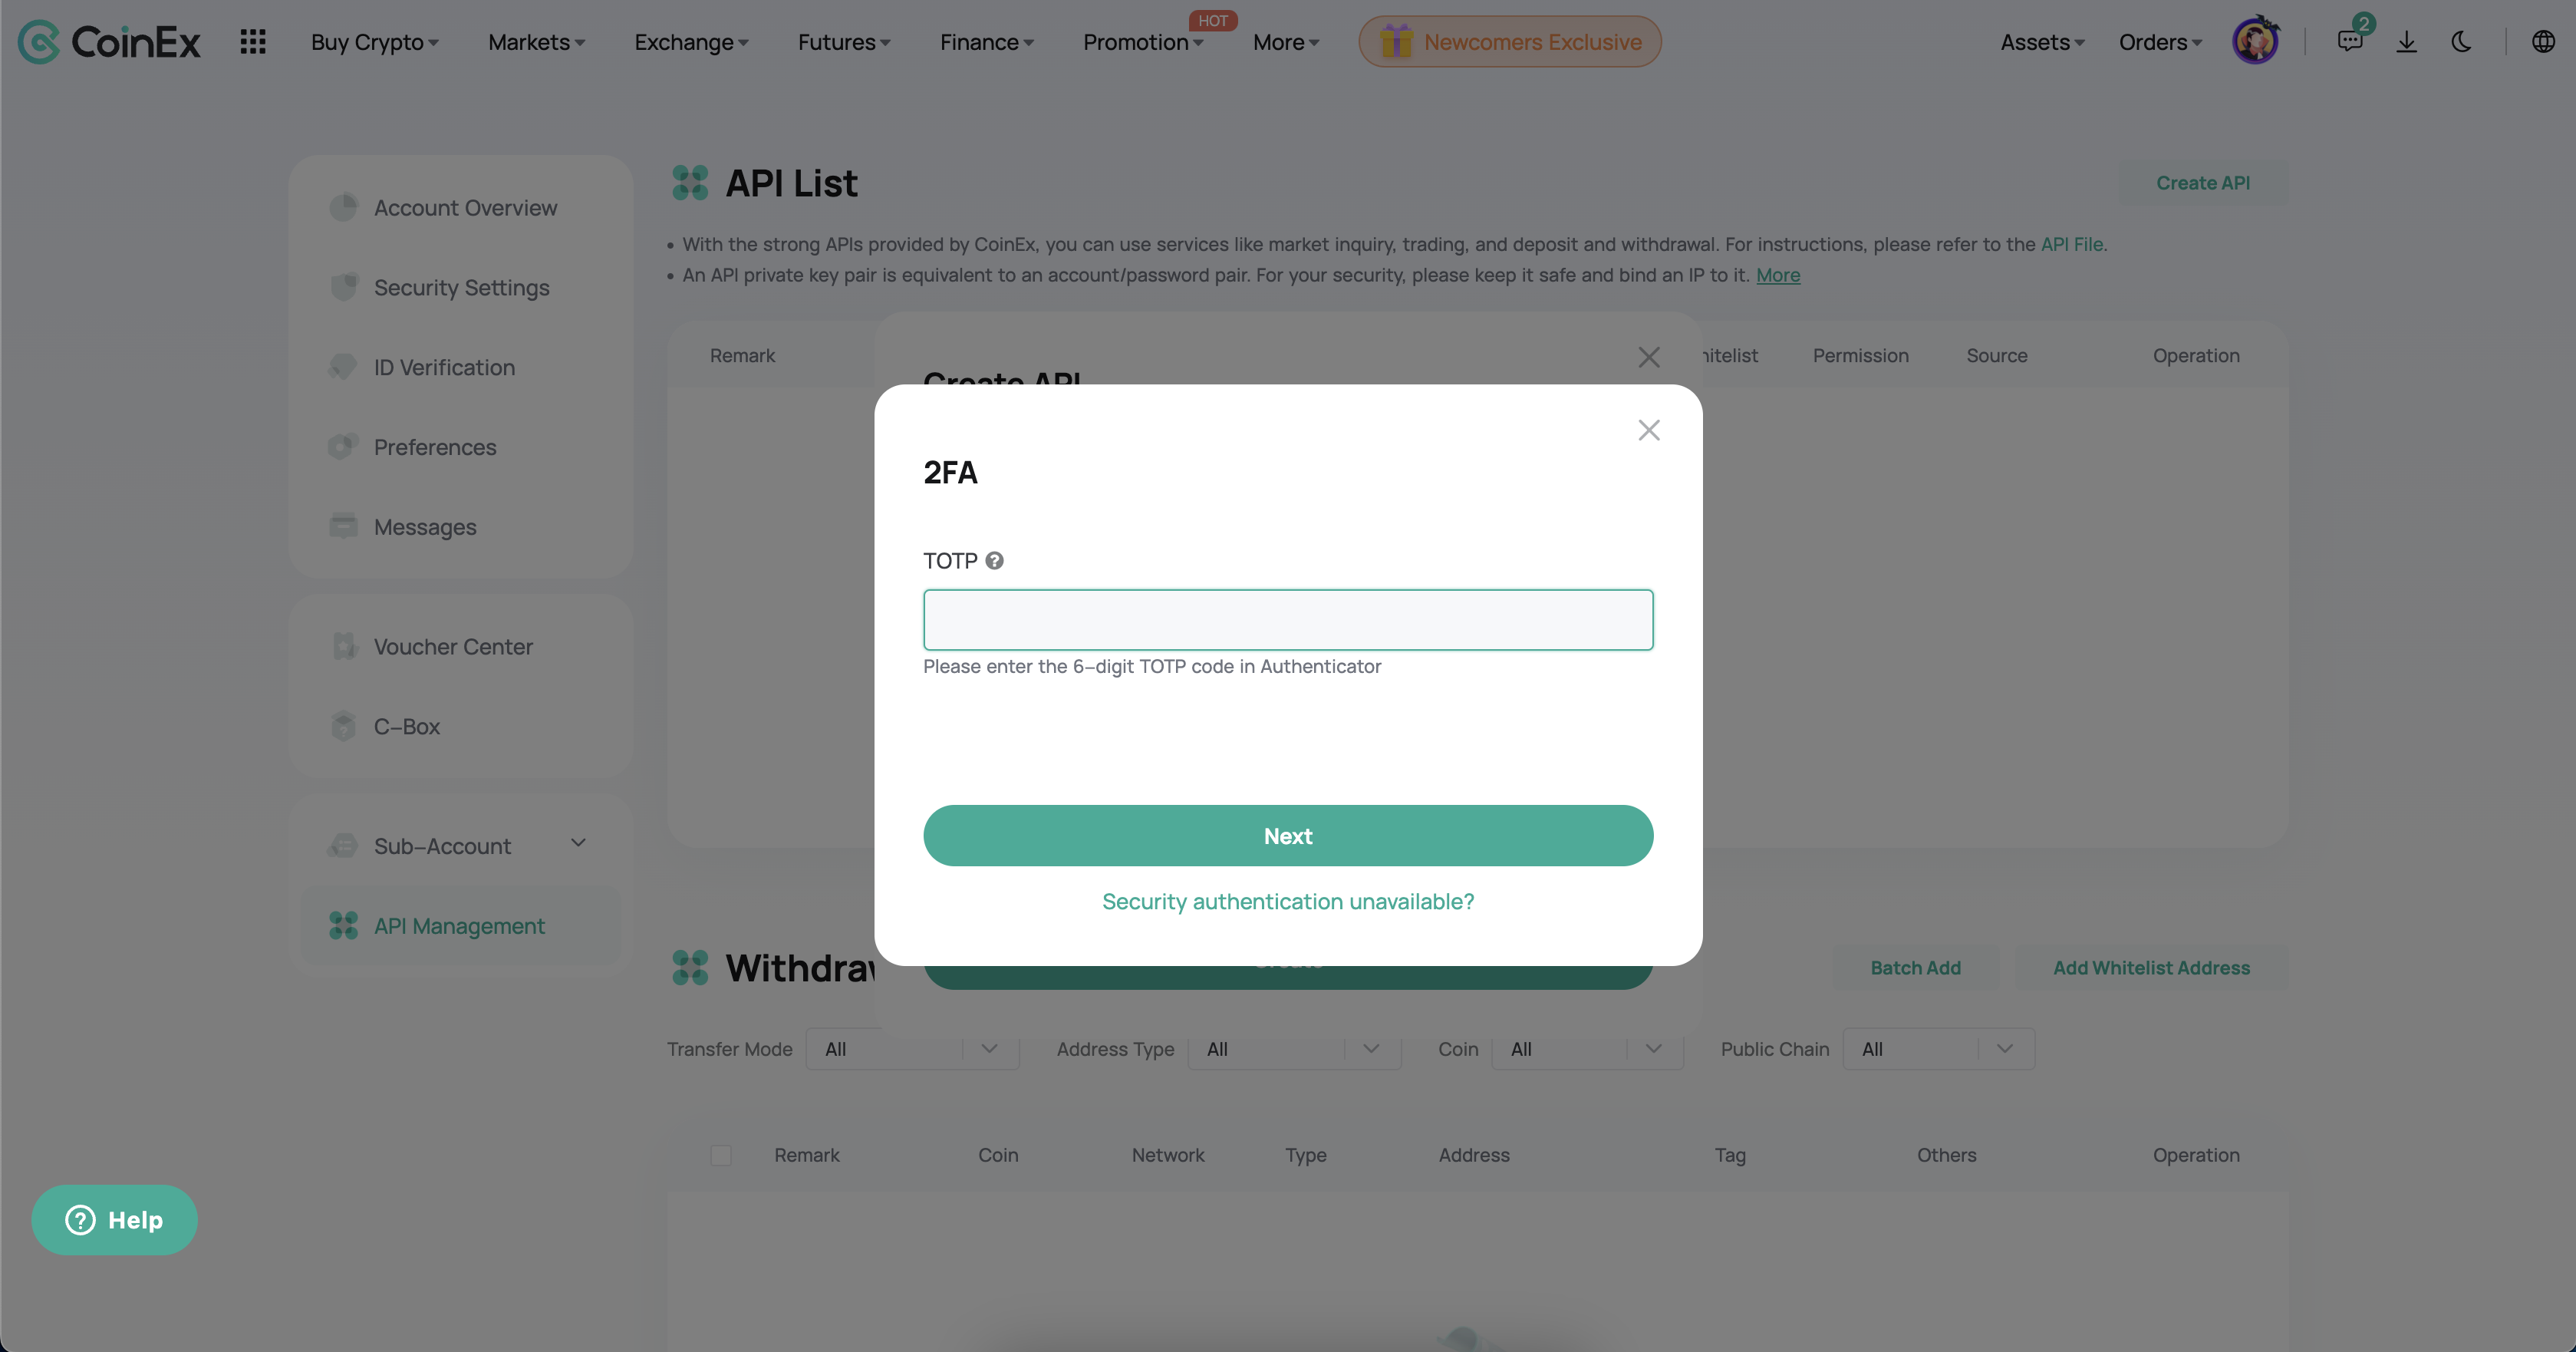 CoinEx Buy Crypto Markets Exchange Futures Finance Promotion HOT More Newcomers Exclusive Assets Orders 2
Account Overview
Security Settings
ID Verification
Preferences
Messages
Voucher Center
C-Box
Sub-Account
API Management
API List Create API
• With the strong APIs provided by CoinEx, you can use services like market inquiry, trading, and deposit and withdrawal. For instructions, please refer to the API File.
• An API private key pair is equivalent to an account/password pair. For your security, please keep it safe and bind an IP to it. More
Remark Permission Source Operation
Create API
2FA
TOTP ?
Please enter the 6-digit TOTP code in Authenticator
Next
Security authentication unavailable?
Batch Add Add Whitelist Address
Transfer Mode All Address Type All Coin All Public Chain All
Remark Coin Network Type Address Tag Others Operation
? Help